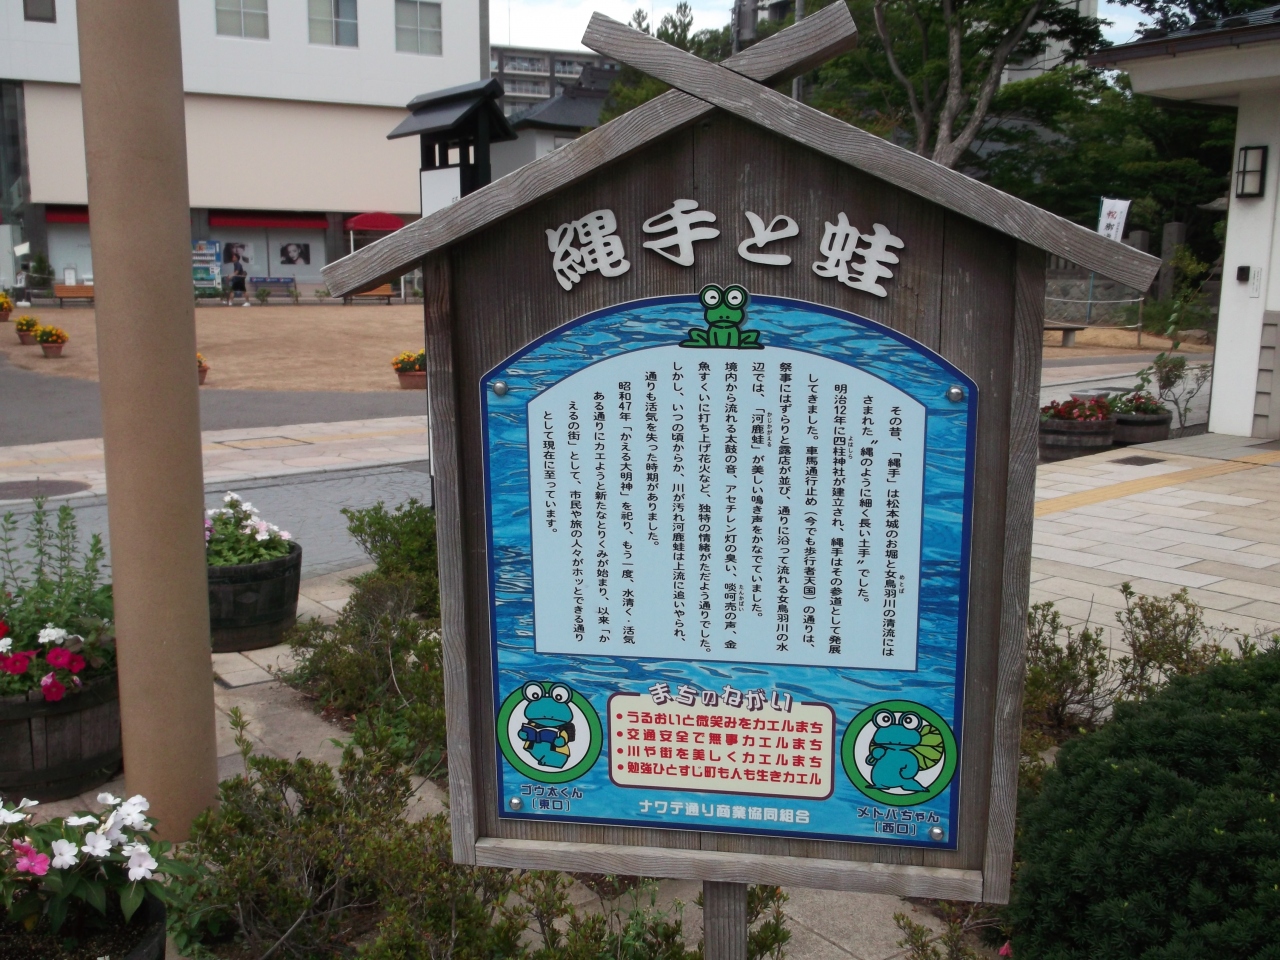 縄手と蛙
その昔、「縄手」は松本城のお堀と女鳥羽川の清流には
さまれた〝縄のように細く長い土手〟でした。
明治12年に四柱神社が建立され、縄手はその参道として発展
してきました。車馬通行止め(今でも歩行者天国)の通りは、
祭事にはずらりと露店が並び、通りに沿って流れる女鳥羽川の水
辺では、「河鹿蛙」が美しい鳴き声をかなでていました。
境内から流れる太鼓の音、アセチレン灯の臭い、啖呵売の声、金
魚すくいに打ち上げ花火など、独特の情緒がただよう通りでした。
しかし、いつの頃からか、川が汚れ河鹿蛙は上流に追いやられ、
通りも活気を失った時期がありました。
昭和47年「かえる大明神」を祀り、もう一度、水清く・活気
ある通りにカエようと新たなとりくみが始まり、以来「か
えるの街」として、市民や旅の人々がホッとできる通り
として現在に至っています。
めとば
よはしら
かじかがえる
たんかばい
まちのねがい
•うるおいと微笑みをカエルまち
•交通安全で無事カエルまち
•川や街を美しくカエルまち
•勉強ひとすじ町も人も生きカエル
ゴウ太くん
(東口)
メトバちゃん
(西口)
ナワテ通り商業協同組合